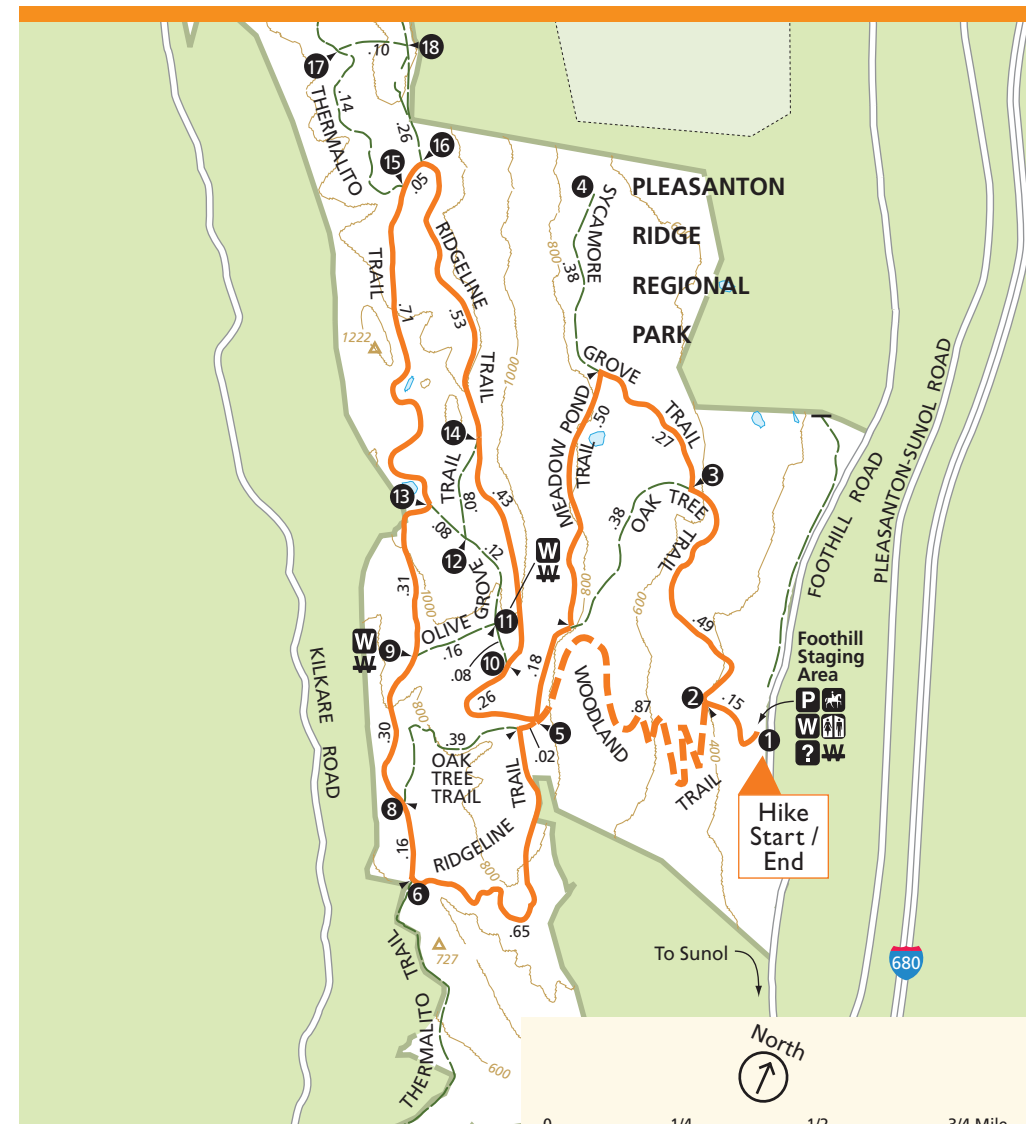 .10
18
17
.14
THERMALITO
.26
16
15
.05
4
PLEASANTON
RIDGE
REGIONAL
PARK
SYCAMORE
800
.38
RIDGELINE
TRAIL
.53
.71
1222
1000
TRAIL
GROVE
TRAIL
.27
MEADOW POND
TRAIL
.50
14
TRAIL
.08
.43
3
TREE
OAK
.38
TRAIL
13
.08
12
.12
W
W
GROVE
11
OLIVE
.16
10
.08
1000
.31
W
W
9
800
600
.49
.18
.26
WOODLAND
.87
TRAIL
2
.15
400
1
Foothill
Staging
Area
P
W
?
W
Hike
Start /
End
5
.02
.30
800
.39
OAK
TREE
TRAIL
8
.16
RIDGELINE
TRAIL
800
6
.65
727
THERMALITO TRAIL
600
KILKARE ROAD
FOOTHILL ROAD
PLEASANTON-SUNOL ROAD
680
To Sunol
North
0 1/4 1/2 3/4 Mile